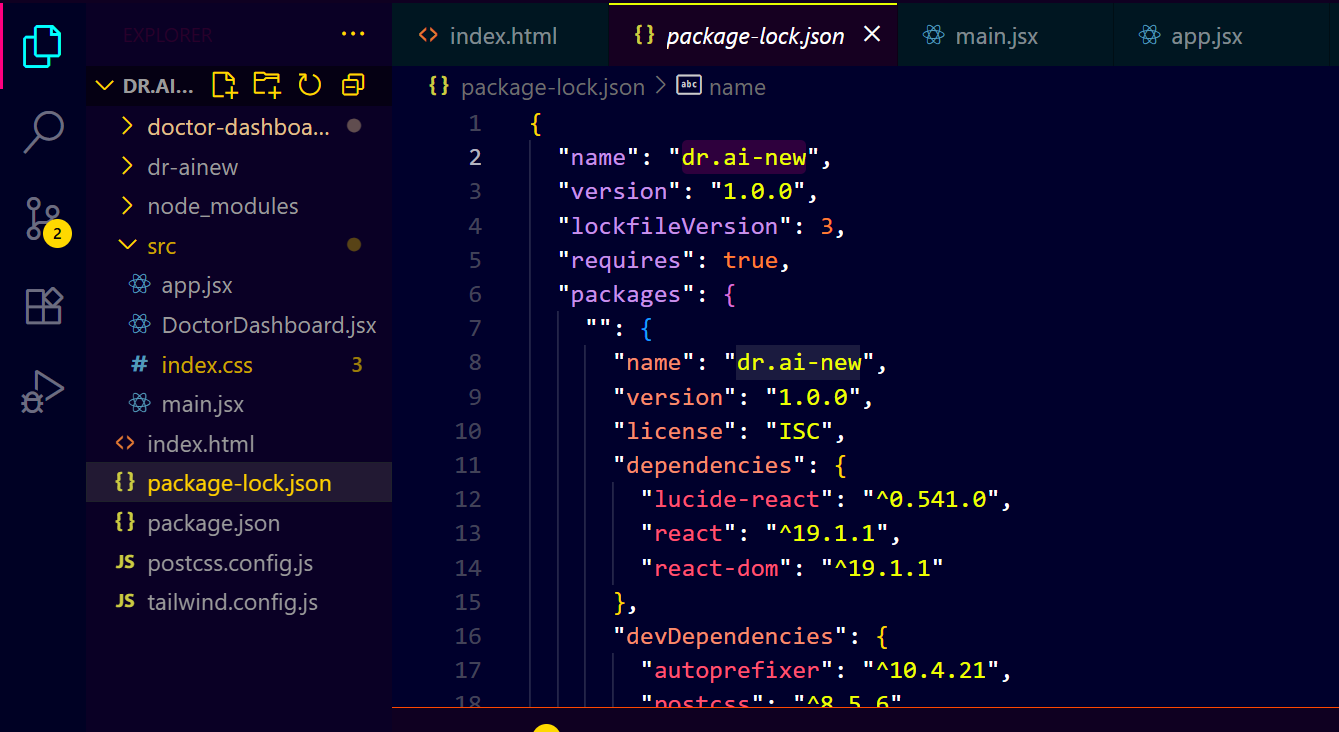 EXPLORER
DR.AI...
doctor-dashboa...
dr-ainew
node_modules
src
app.jsx
DoctorDashboard.jsx
# index.css 3
main.jsx
<> index.html
{} package-lock.json
{} package.json
JS postcss.config.js
JS tailwind.config.js
2
<> index.html
{} package-lock.json
main.jsx
app.jsx
{} package-lock.json > abc name
1 {
2 "name": "dr.ai-new",
3 "version": "1.0.0",
4 "lockfileVersion": 3,
5 "requires": true,
6 "packages": {
7 "": {
8 "name": "dr.ai-new",
9 "version": "1.0.0",
10 "license": "ISC",
11 "dependencies": {
12 "lucide-react": "^0.541.0",
13 "react": "^19.1.1",
14 "react-dom": "^19.1.1"
15 },
16 "devDependencies": {
17 "autoprefixer": "^10.4.21",
18 "postcss": "^8.5.6"